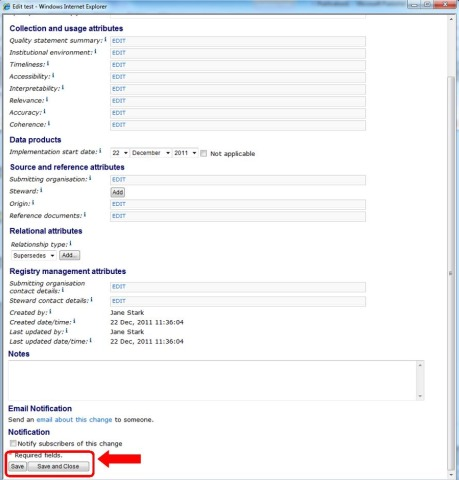 Edit test - Windows Internet Explorer
Collection and usage attributes
Quality statement summary: i EDIT
Institutional environment: i EDIT
Timeliness: i EDIT
Accessibility: i EDIT
Interpretability: i EDIT
Relevance: i EDIT
Accuracy: i EDIT
Coherence: i EDIT
Data products
Implementation start date: i 22 December 2011 Not applicable
Source and reference attributes
Submitting organisation: i EDIT
Steward: i Add
Origin: i EDIT
Reference documents: i EDIT
Relational attributes
Relationship type: i
Supersedes Add...
Registry management attributes
Submitting organisation
contact details: i EDIT
Steward contact details: i EDIT
Created by: i Jane Stark
Created date/time: i 22 Dec, 2011 11:36:04
Last updated by: i Jane Stark
Last updated date/time: i 22 Dec, 2011 11:36:04
Notes
Email Notification
Send an email about this change to someone.
Notification
Notify subscribers of this change
* Required fields.
Save Save and Close